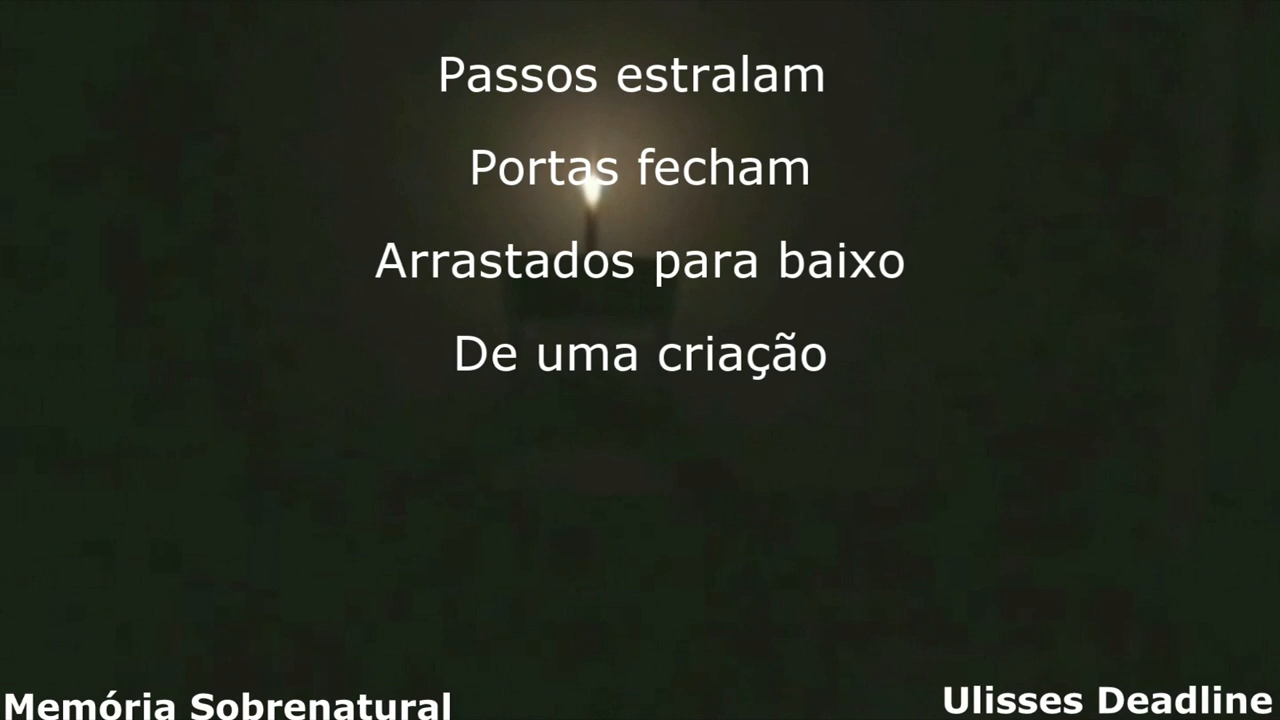 Passos estralam
Portas fecham
Arrastados para baixo
De uma criação
Memória Sobrenatural
Ulisses Deadline